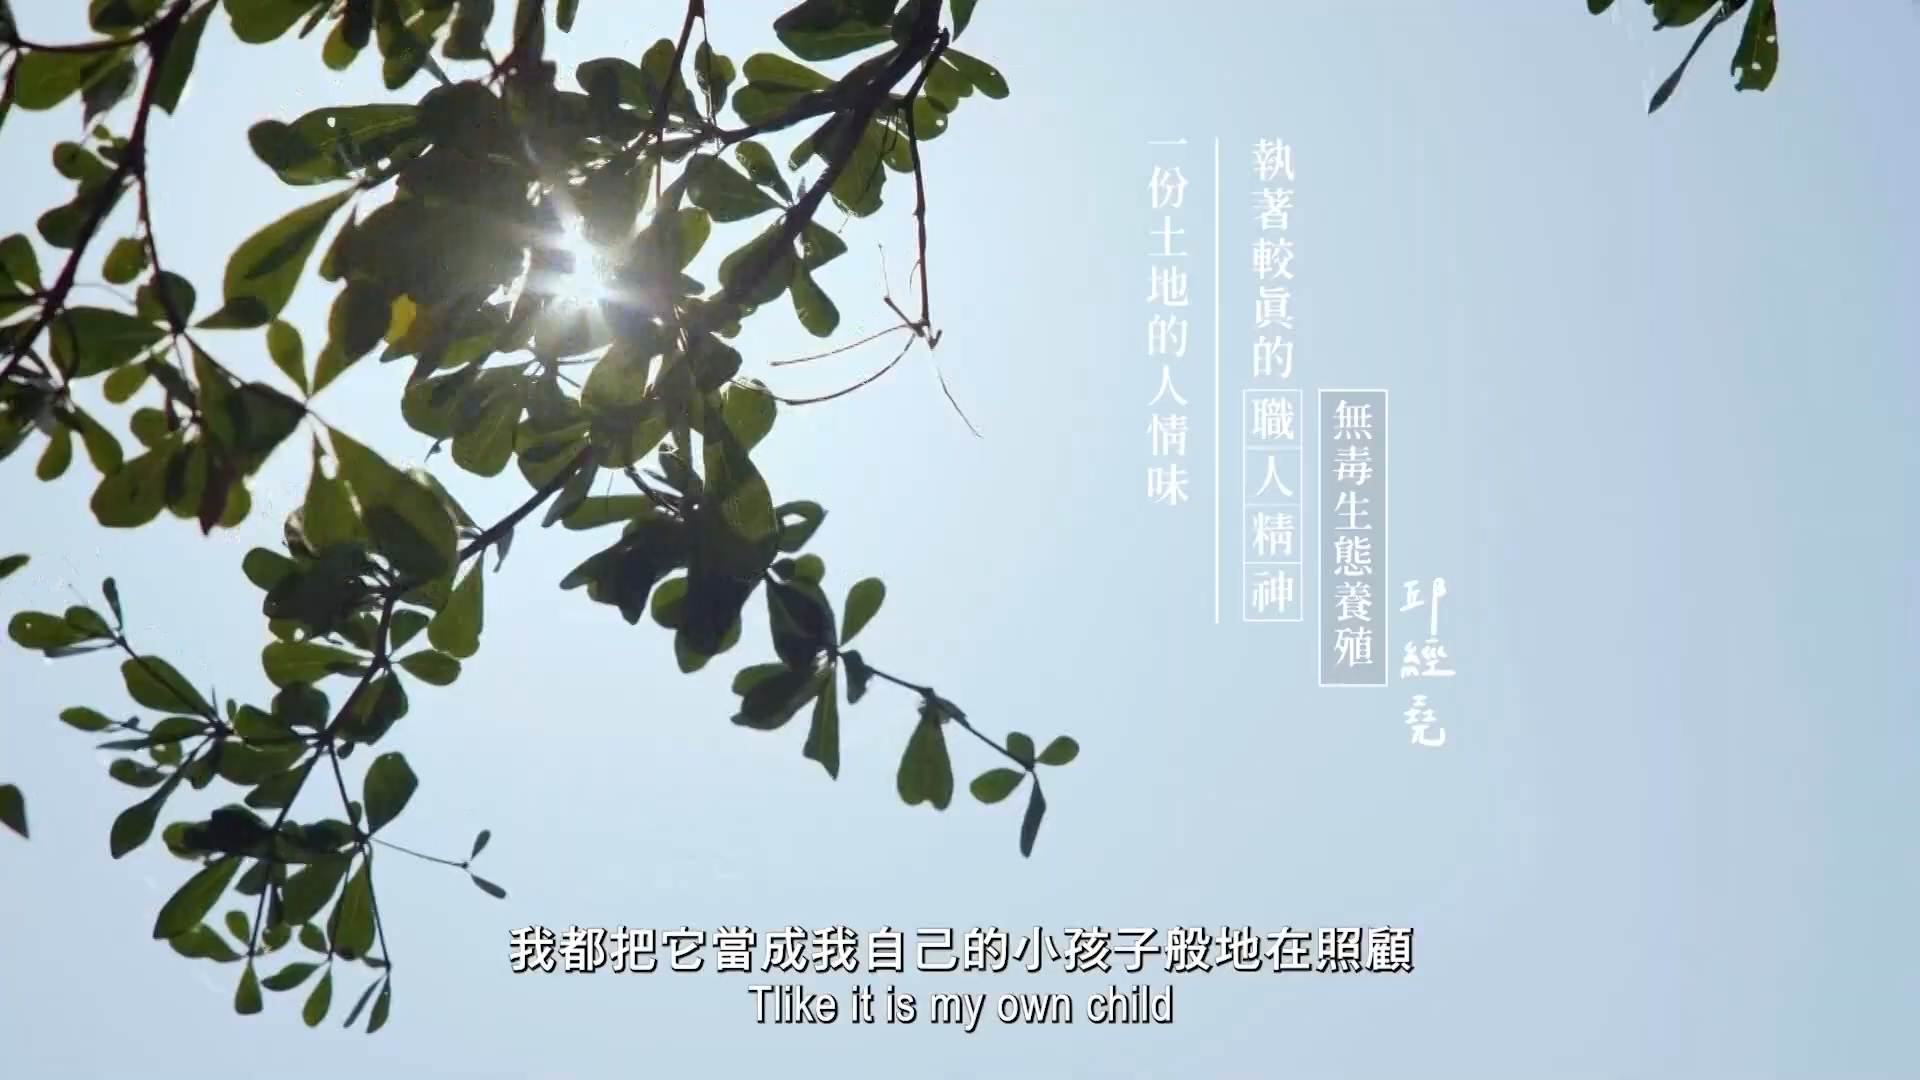 無毒生態養殖
邱經堯
執著較真的職人精神
一份土地的人情味
我都把它當成我自己的小孩子般地在照顧
Tlike it is my own child